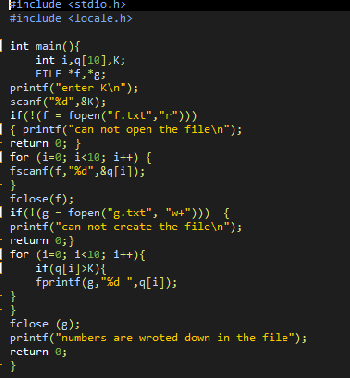 #include <stdio.h>
#include <locale.h>
int main(){
int i,q[10],K;
FILE *f,*g;
printf("enter K\n");
scanf("%d",&K);
if(!(f = fopen("f.txt","r")))
{ printf("can not open the file\n");
return 0; }
for (i=0; i<10; i++) {
fscanf(f,"%d",&q[i]);
}
fclose(f);
if(!(g = fopen("g.txt", "w+"))) {
printf("can not create the file\n");
return 0;}
for (i=0; i<10; i++){
if(q[i]>K){
fprintf(g,"%d ",q[i]);
}
}
fclose (g);
printf("numbers are wroted down in the file");
return 0;
}